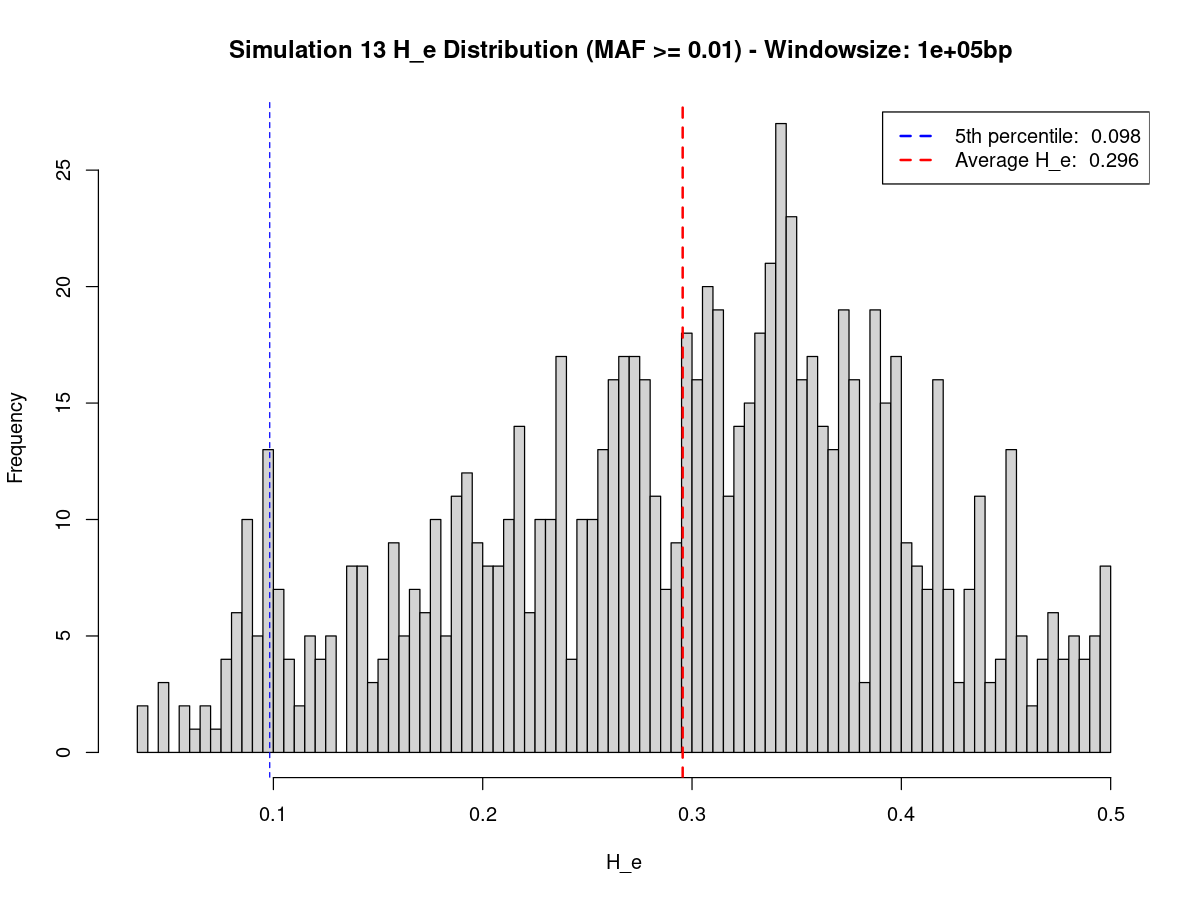 Simulation 13 H_e Distribution (MAF >= 0.01) - Windowsize: 1e+05bp
5th percentile: 0.098
Average H_e: 0.296
Frequency
25
20
15
10
5
0
0.1 0.2 0.3 0.4 0.5
H_e